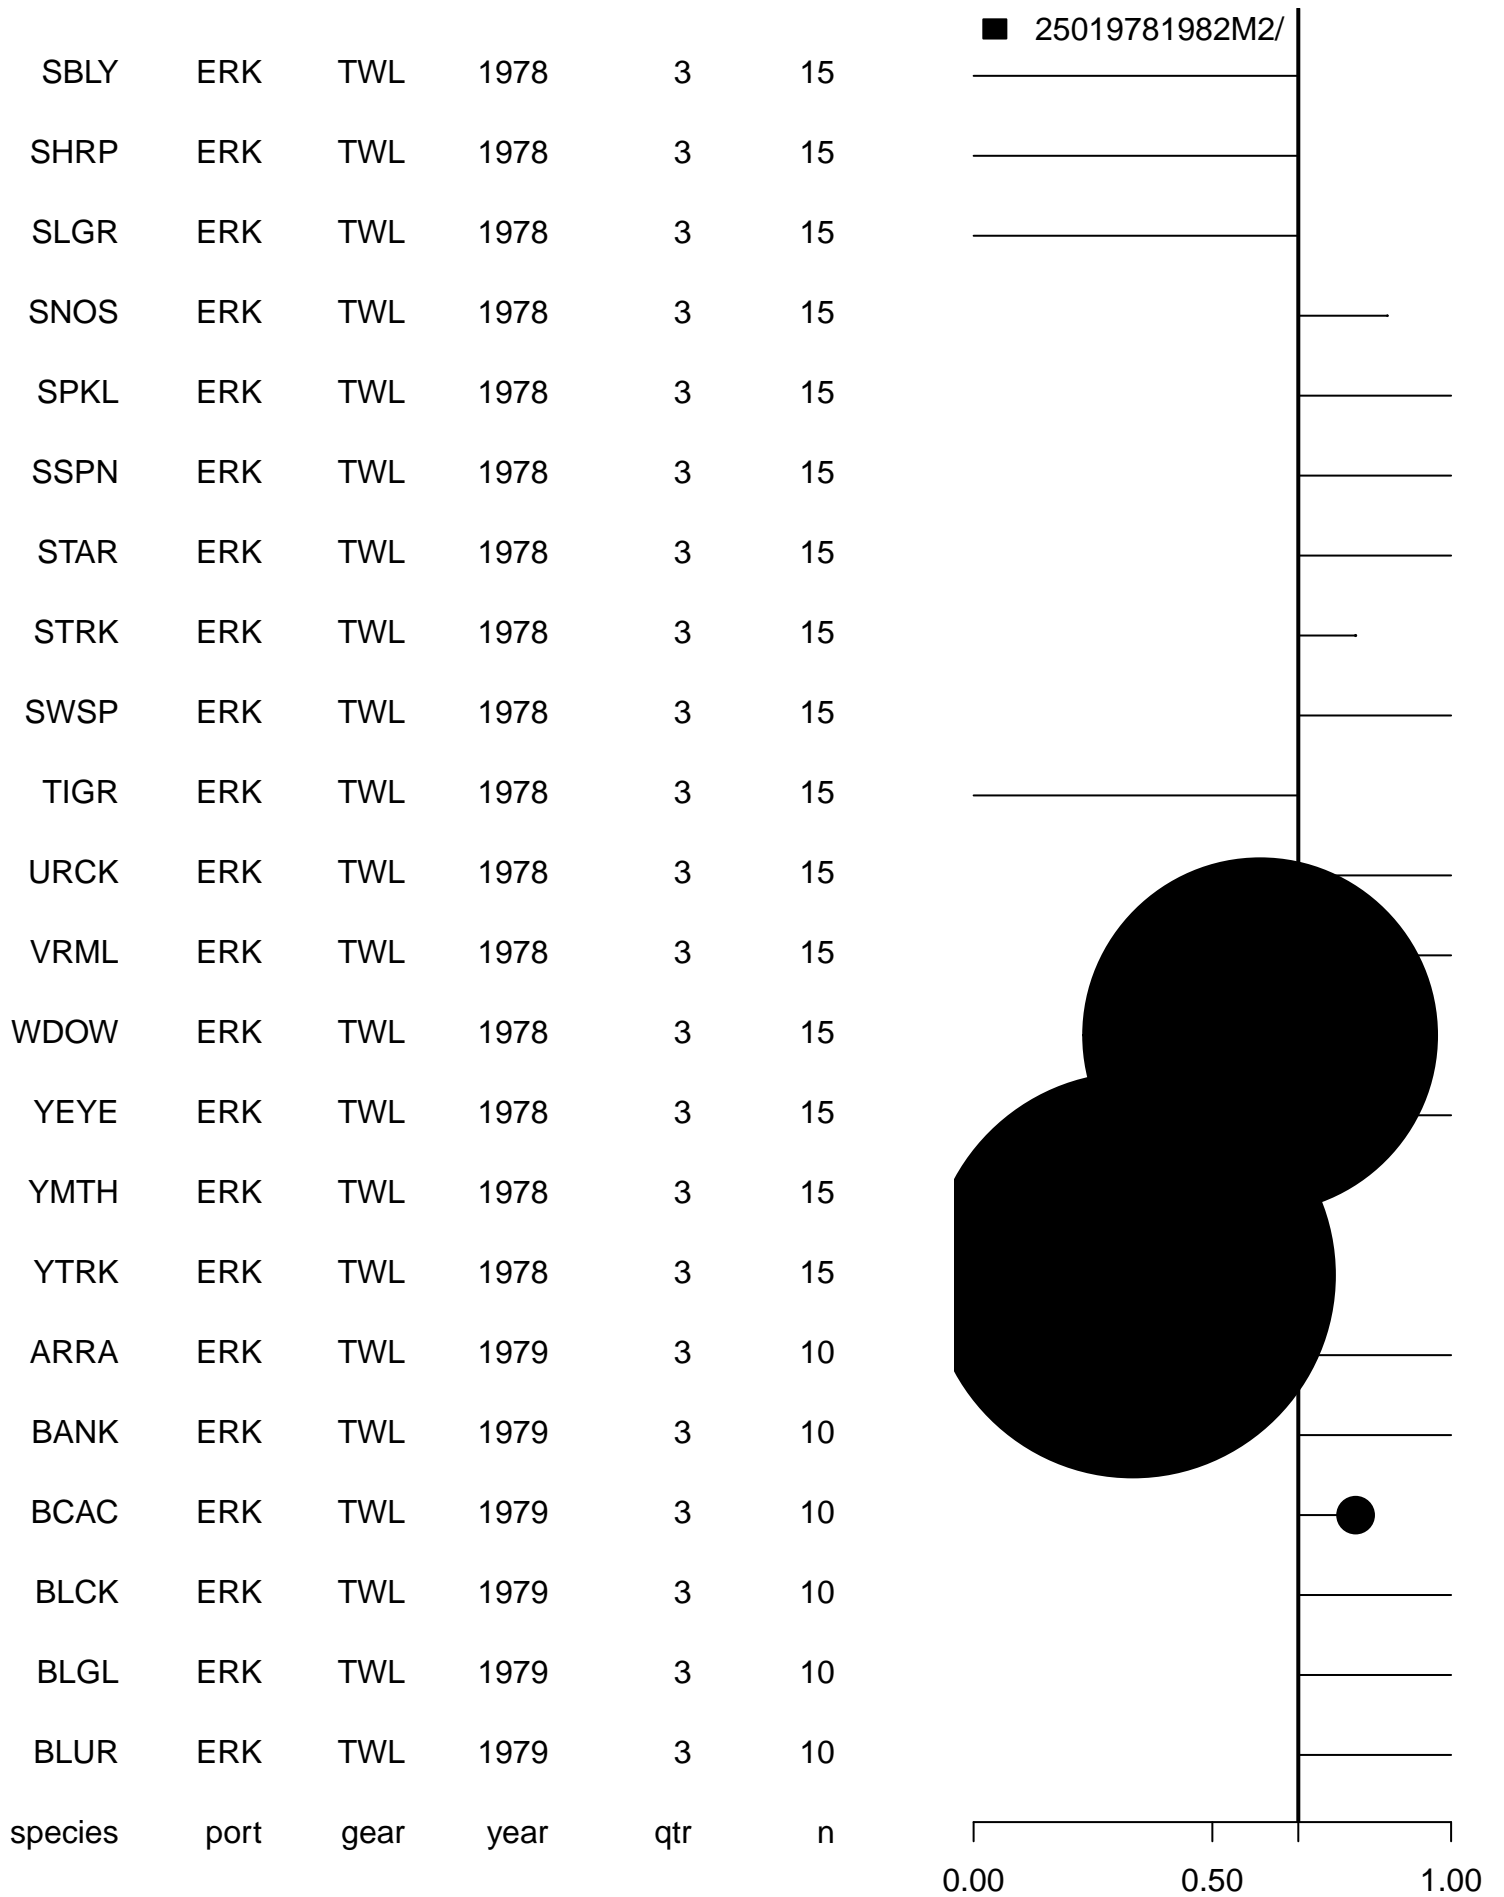 25019781982M2/
SBLY ERK TWL 1978 3 15
SHRP ERK TWL 1978 3 15
SLGR ERK TWL 1978 3 15
SNOS ERK TWL 1978 3 15
SPKL ERK TWL 1978 3 15
SSPN ERK TWL 1978 3 15
STAR ERK TWL 1978 3 15
STRK ERK TWL 1978 3 15
SWSP ERK TWL 1978 3 15
TIGR ERK TWL 1978 3 15
URCK ERK TWL 1978 3 15
VRML ERK TWL 1978 3 15
WDOW ERK TWL 1978 3 15
YEYE ERK TWL 1978 3 15
YMTH ERK TWL 1978 3 15
YTRK ERK TWL 1978 3 15
ARRA ERK TWL 1979 3 10
BANK ERK TWL 1979 3 10
BCAC ERK TWL 1979 3 10
BLCK ERK TWL 1979 3 10
BLGL ERK TWL 1979 3 10
BLUR ERK TWL 1979 3 10
species port gear year qtr n
0.00 0.50 1.00